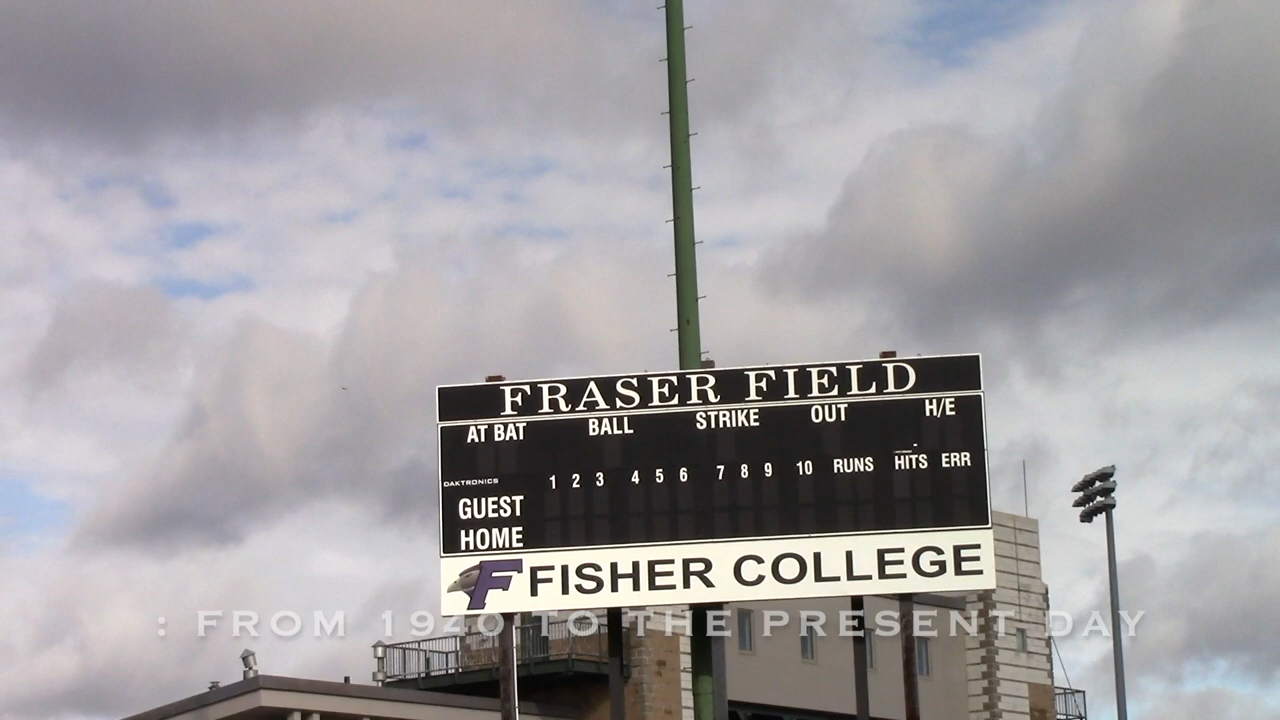 FRASER FIELD
AT BAT BALL STRIKE OUT H/E
DAKTRONICS 1 2 3 4 5 6 7 8 9 10 RUNS HITS ERR
GUEST
HOME
F FISHER COLLEGE
: FROM 1940 TO THE PRESENT DAY